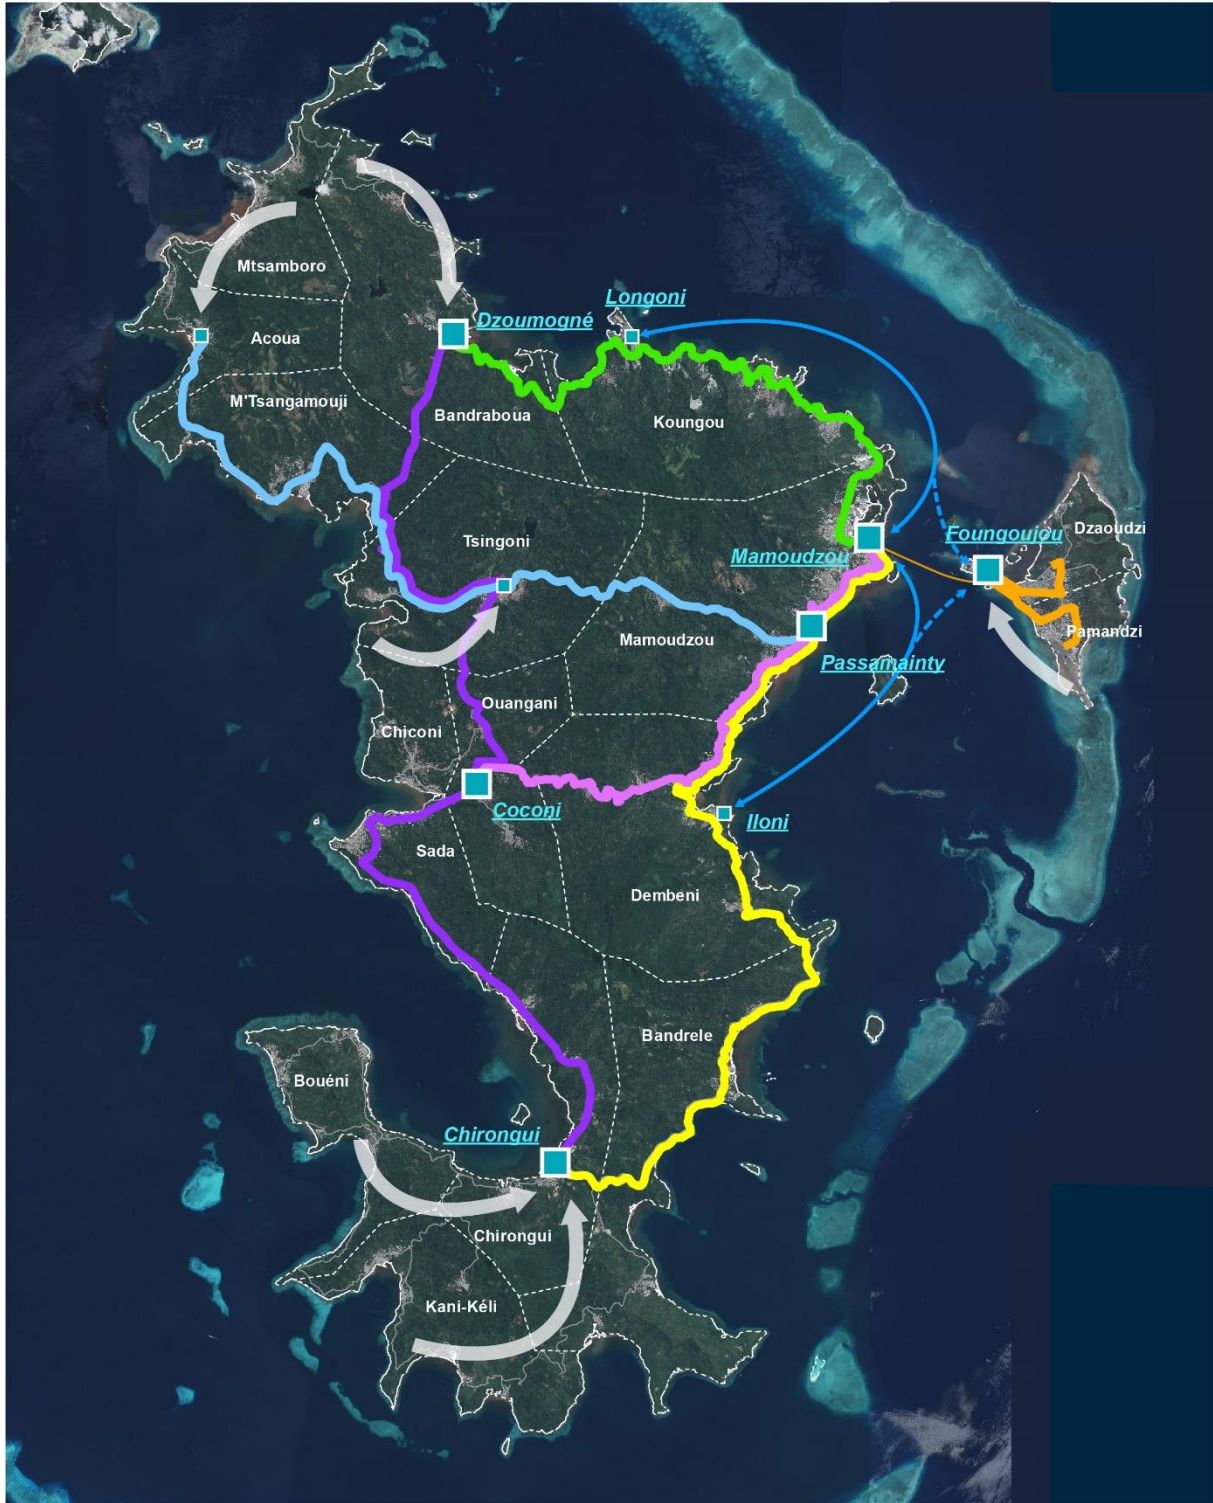 Mtsamboro
Longoni
Dzoumogné
Acoua
M'Tsangamouji
Bandraboua
Koungou
Dzaoudzi
Foungoujou
Tsingoni
Mamoudzou
Pamandzi
Mamoudzou
Passamainty
Ouangani
Chiconi
Coconi
Iloni
Sada
Dembeni
Bandrele
Bouéni
Chirongui
Chirongui
Kani-Kéli